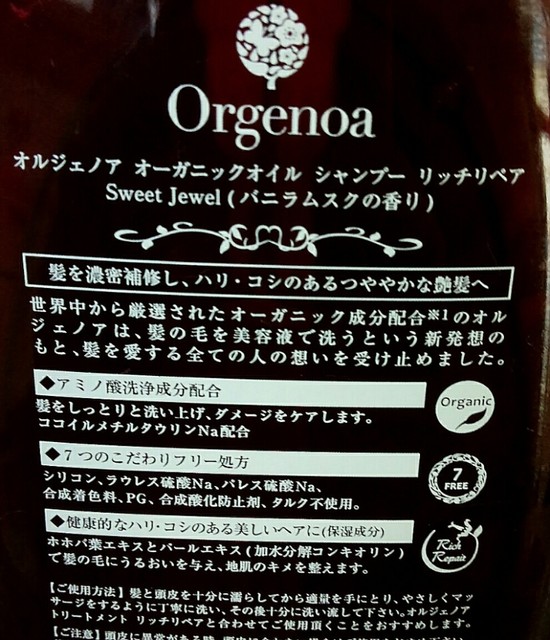 Orgenoa
オルジェノア オーガニックオイル シャンプー リッチリペア
Sweet Jewel (バニラムスクの香り)
髪を濃密補修し、ハリ・コシのあるつややかな艶髪へ
世界中から厳選されたオーガニック成分配合※1のオル
ジェノアは、髪の毛を美容液で洗うという新発想の
もと、髪を愛する全ての人の想いを受け止めました。
◆アミノ酸洗浄成分配合
髪をしっとりと洗い上げ、ダメージをケアします。
ココイルメチルタウリンNa配合
Organic
◆7つのこだわりフリー処方
シリコン、ラウレス硫酸Na、パレス硫酸Na、
合成着色料、PG、合成酸化防止剤、タルク不使用。
7
FREE
◆健康的なハリ・コシのある美しいヘアに(保湿成分)
ホホバ葉エキスとパールエキス(加水分解コンキオリン)
で髪の毛にうるおいを与え、地肌のキメを整えます。
Rich
Repair
【ご使用方法】髪と頭皮を十分に濡らしてから適量を手にとり、やさしくマッ
サージをするように丁寧に洗い、その後十分に洗い流して下さい。オルジェノア
トリートメント リッチリペアと合わせてご使用頂くことをおすすめします。
【ご注意】頭皮に異常がある時、